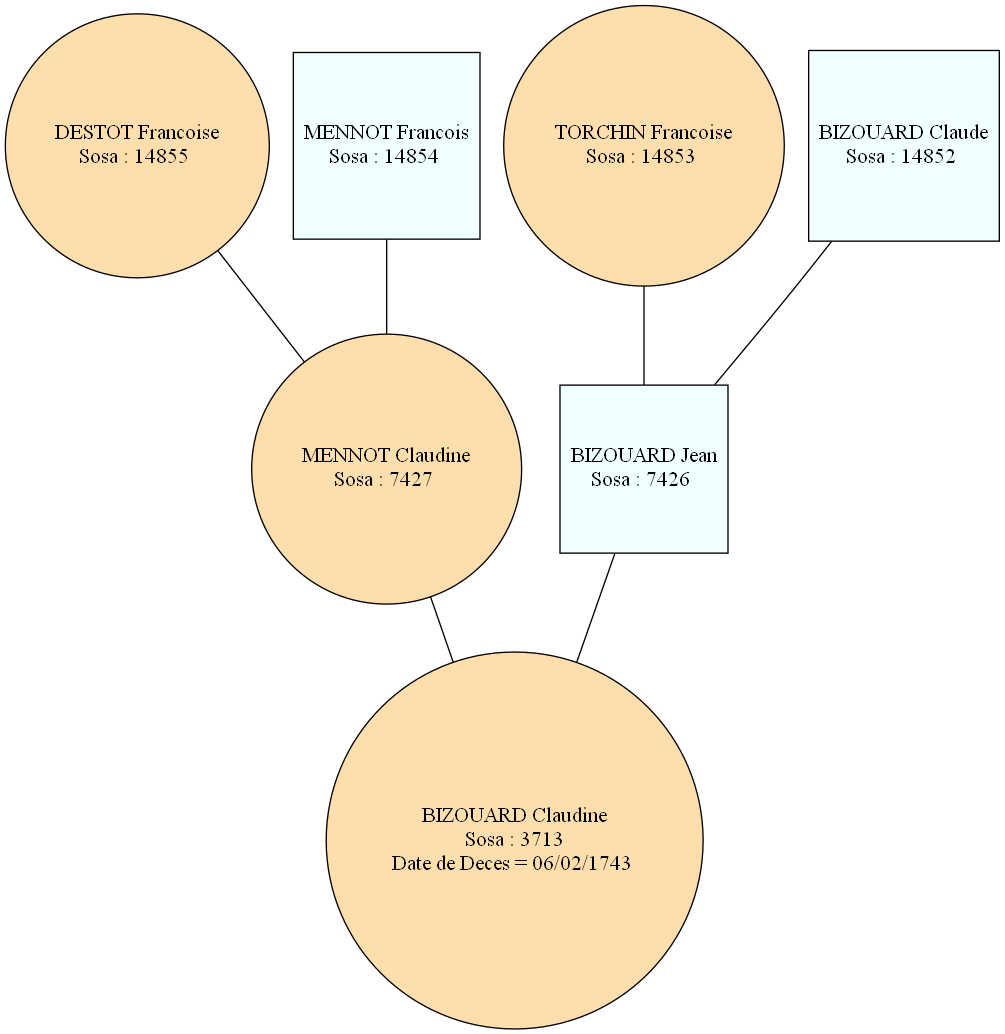 DESTOT Francoise
Sosa : 14855
MENNOT Francois
Sosa : 14854
TORCHIN Francoise
Sosa : 14853
BIZOUARD Claude
Sosa : 14852
MENNOT Claudine
Sosa : 7427
BIZOUARD Jean
Sosa : 7426
BIZOUARD Claudine
Sosa : 3713
Date de Deces = 06/02/1743